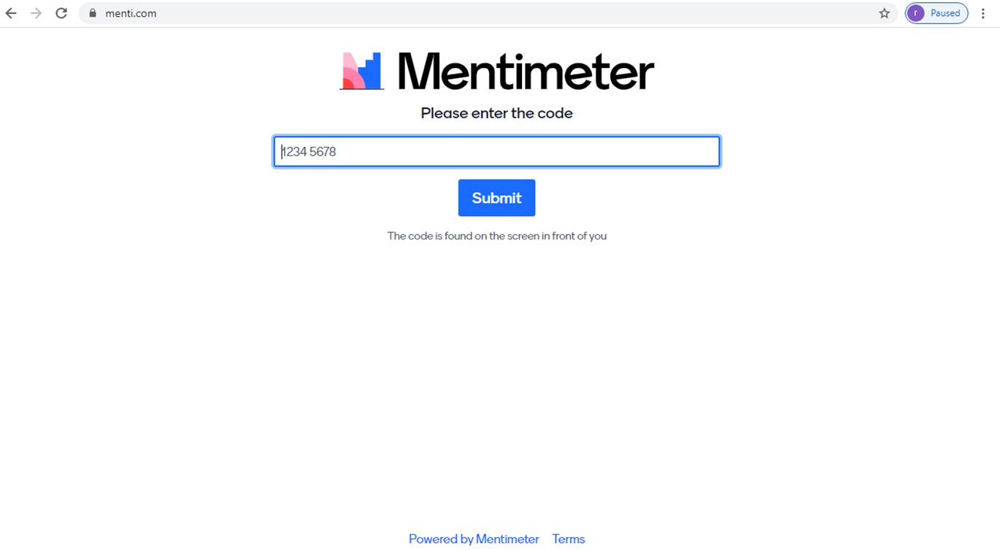 menti.com
r Paused
Mentimeter
Please enter the code
1234 5678
Submit
The code is found on the screen in front of you
Powered by Mentimeter Terms